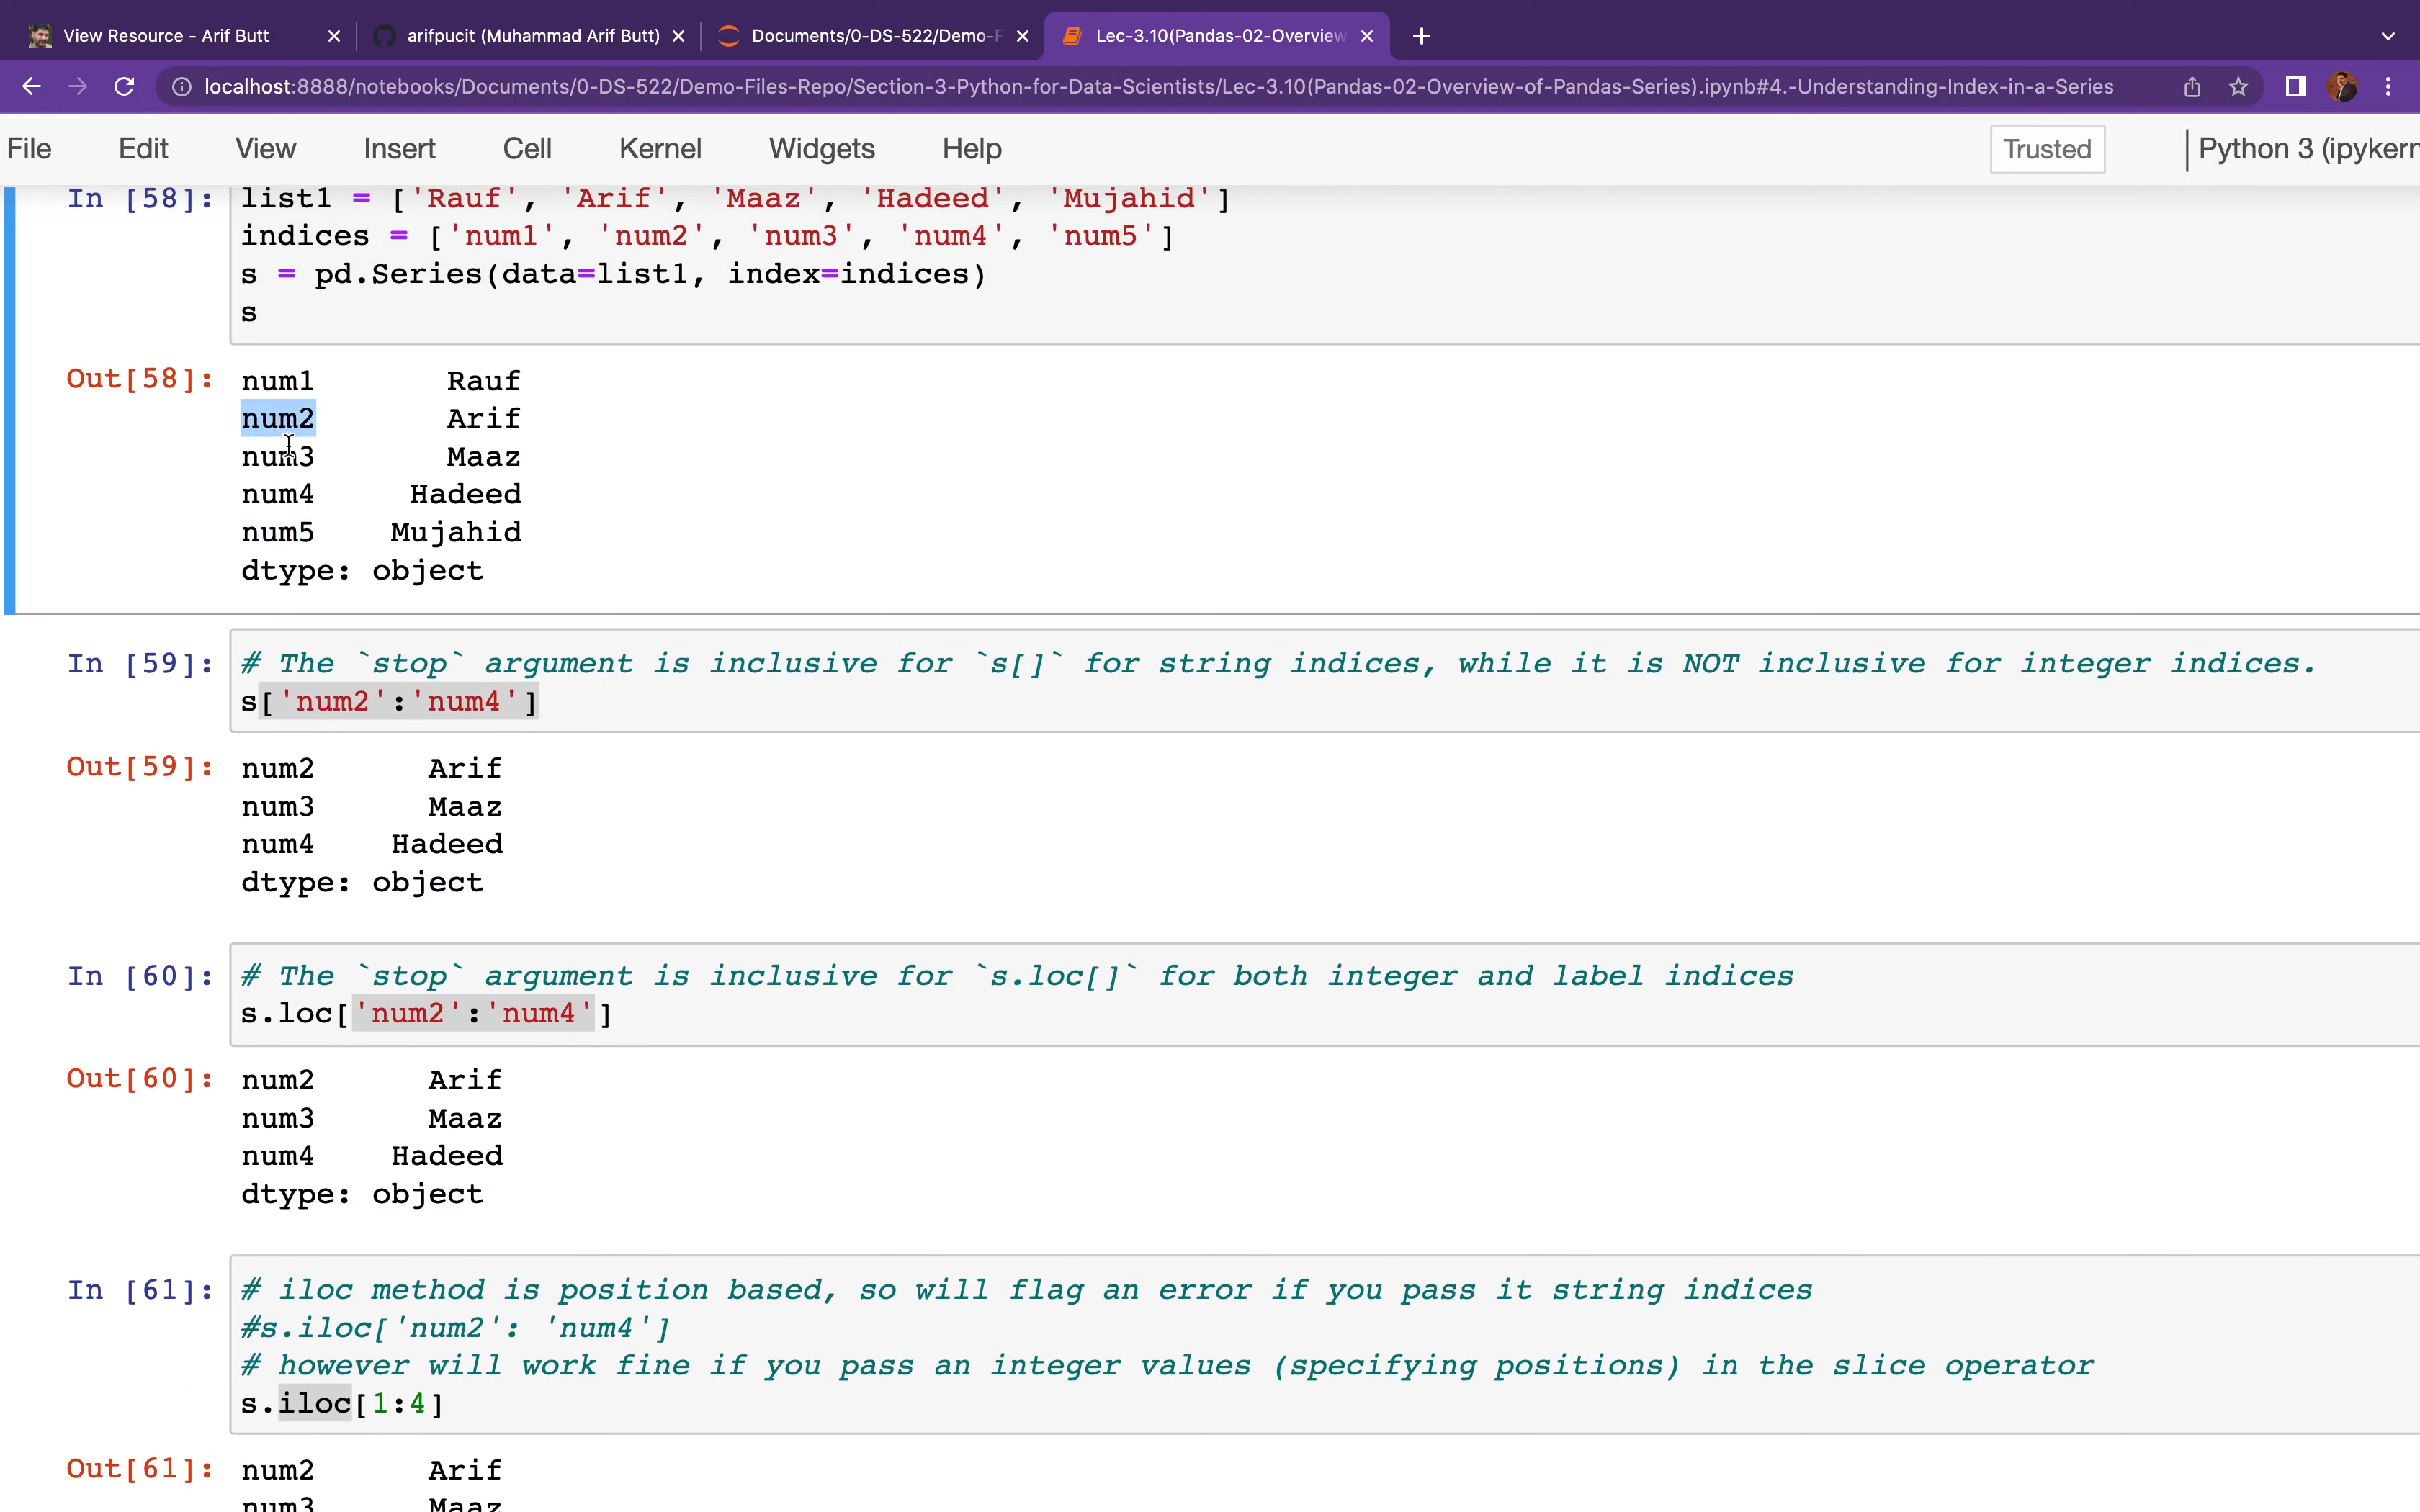 View Resource - Arif Butt
arifpucit (Muhammad Arif Butt)
Documents/0-DS-522/Demo-F
Lec-3.10(Pandas-02-Overview
localhost:8888/notebooks/Documents/0-DS-522/Demo-Files-Repo/Section-3-Python-for-Data-Scientists/Lec-3.10(Pandas-02-Overview-of-Pandas-Series).ipynb#4.-Understanding-Index-in-a-Series
File Edit View Insert Cell Kernel Widgets Help Trusted Python 3 (ipykern
In [58]: list1 = ['Rauf', 'Arif', 'Maaz', 'Hadeed', 'Mujahid']
indices = ['num1', 'num2', 'num3', 'num4', 'num5']
s = pd.Series(data=list1, index=indices)
s
Out[58]: num1 Rauf
num2 Arif
num3 Maaz
num4 Hadeed
num5 Mujahid
dtype: object
In [59]: # The `stop` argument is inclusive for `s[]` for string indices, while it is NOT inclusive for integer indices.
s['num2':'num4']
Out[59]: num2 Arif
num3 Maaz
num4 Hadeed
dtype: object
In [60]: # The `stop` argument is inclusive for `s.loc[]` for both integer and label indices
s.loc['num2':'num4']
Out[60]: num2 Arif
num3 Maaz
num4 Hadeed
dtype: object
In [61]: # iloc method is position based, so will flag an error if you pass it string indices
#s.iloc['num2': 'num4']
# however will work fine if you pass an integer values (specifying positions) in the slice operator
s.iloc[1:4]
Out[61]: num2 Arif
num3 Maaz